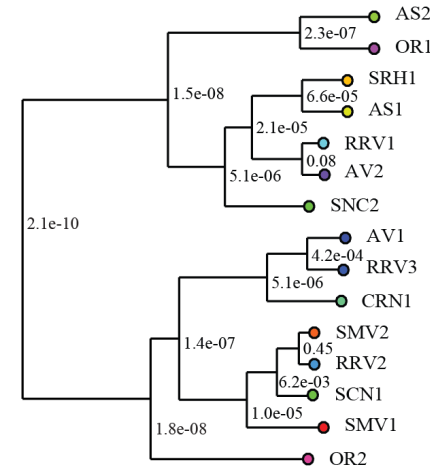 AS2
2.3e-07
OR1
SRH1
1.5e-08
6.6e-05
AS1
2.1e-05
RRV1
0.08
AV2
5.1e-06
SNC2
2.1e-10
AV1
4.2e-04
RRV3
5.1e-06
CRN1
SMV2
1.4e-07
0.45
RRV2
6.2e-03
SCN1
1.0e-05
SMV1
1.8e-08
OR2